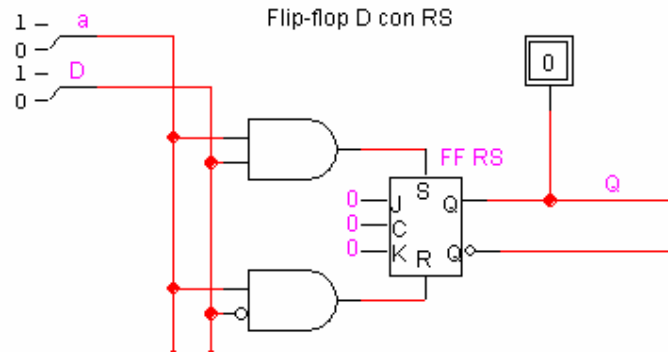 Flip-flop D con RS
1 a
0
1 D
0
0
FF RS
S
0 J Q Q
0 C
0 K Q
R